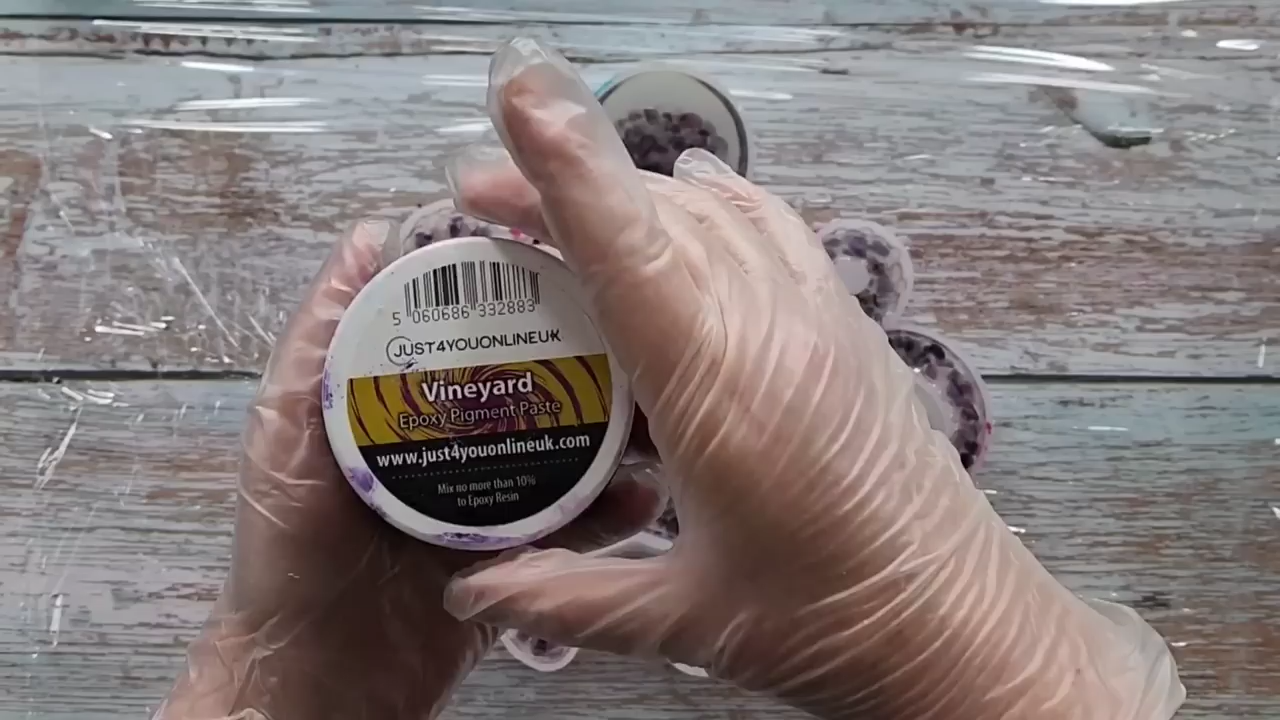 5 060686 332883
JUST4YOUONLINEUK
Vineyard
Epoxy Pigment Paste
www.just4youonlineuk.com
Mix no more than 10%
to Epoxy Resin